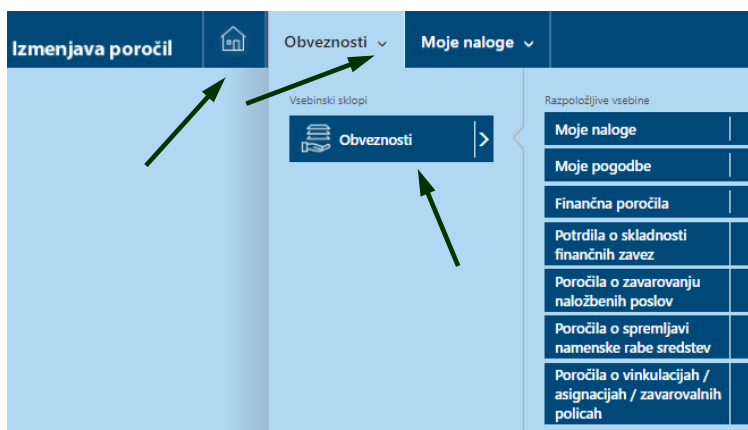 Izmenjava poročil
Obveznosti
Moje naloge
Vsebinski sklopi
Obveznosti
Razpoložljive vsebine
Moje naloge
Moje pogodbe
Finančna poročila
Potrdila o skladnosti
finančnih zavez
Poročila o zavarovanju
naložbenih poslov
Poročila o spremljavi
namenske rabe sredstev
Poročila o vinkulacijah /
asignacijah / zavarovalnih
policah